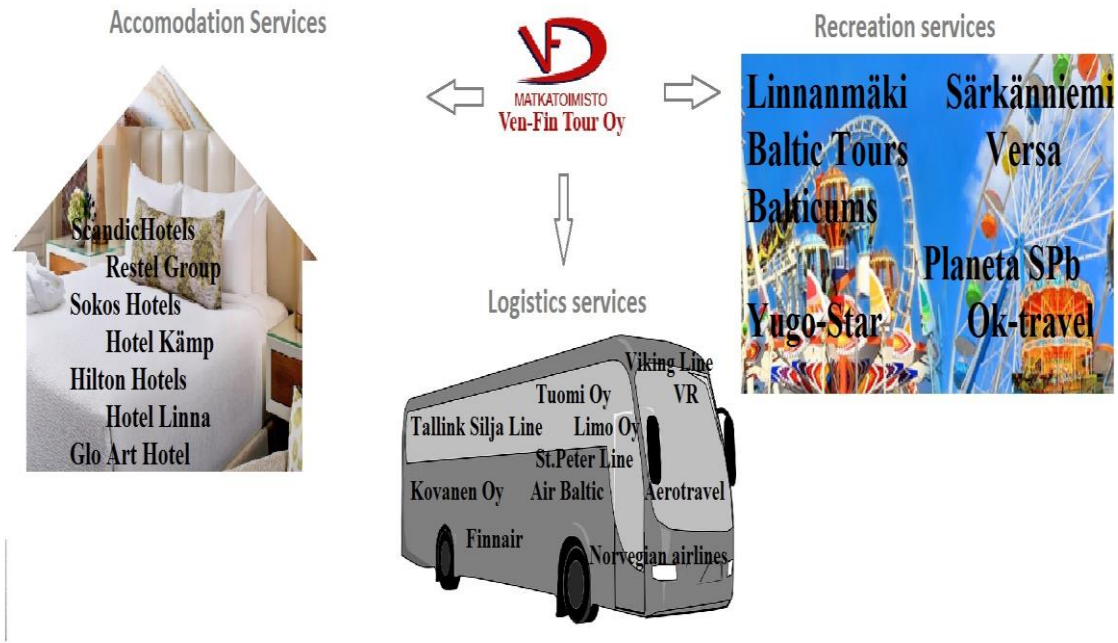 Accomodation Services
VFD
MATKATOIMISTO
Ven-Fin Tour Oy
Recreation services
ScandicHotels
Restel Group
Sokos Hotels
Hotel Kämp
Hilton Hotels
Hotel Linna
Glo Art Hotel
Logistics services
Viking Line
Tuomi Oy VR
Tallink Silja Line Limo Oy
St.Peter Line
Kovanen Oy Air Baltic Aerotravel
Finnair
Norvegian airlines
Linnanmäki Särkänniemi
Baltic Tours Versa
Balticums
Planeta SPb
Yugo-Star Ok-travel